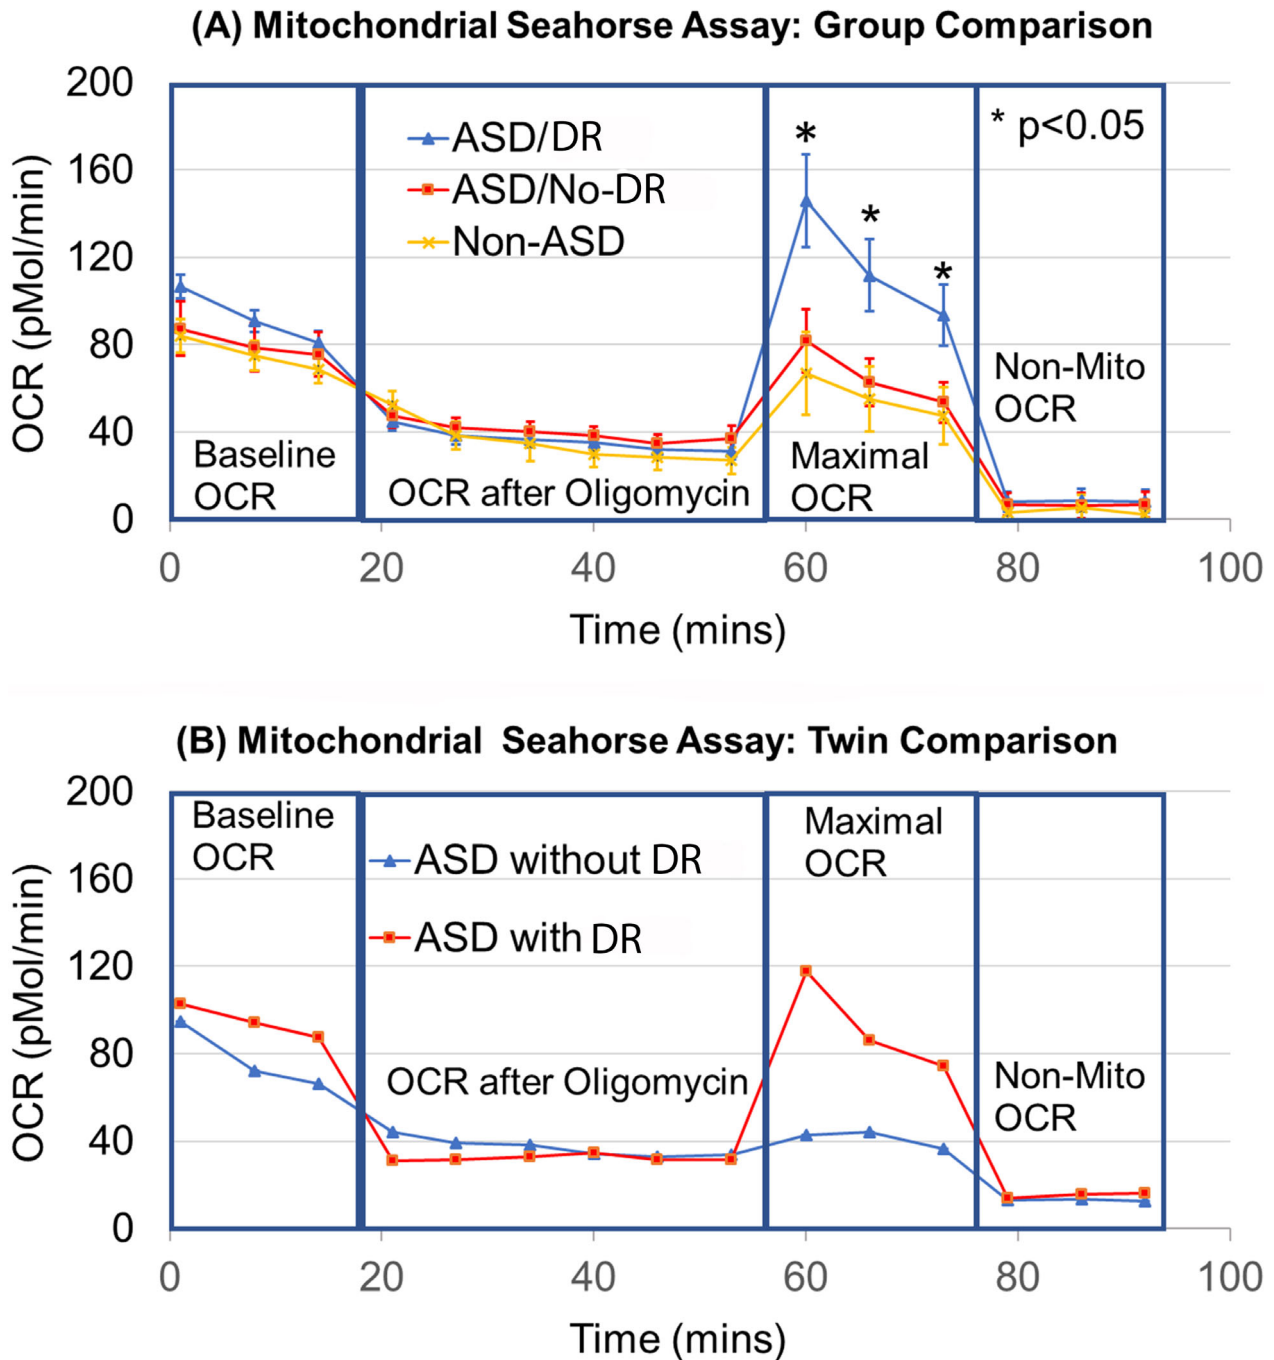 (A) Mitochondrial Seahorse Assay: Group Comparison
OCR (pMol/min)
200
160
120
80
40
0
ASD/DR
ASD/No-DR
Non-ASD
*
*
*
* p<0.05
Baseline
OCR
OCR after Oligomycin
Maximal
OCR
Non-Mito
OCR
0 20 40 60 80 100
Time (mins)
(B) Mitochondrial Seahorse Assay: Twin Comparison
OCR (pMol/min)
200
160
120
80
40
0
Baseline
OCR
ASD without DR
ASD with DR
OCR after Oligomycin
Maximal
OCR
Non-Mito
OCR
0 20 40 60 80 100
Time (mins)